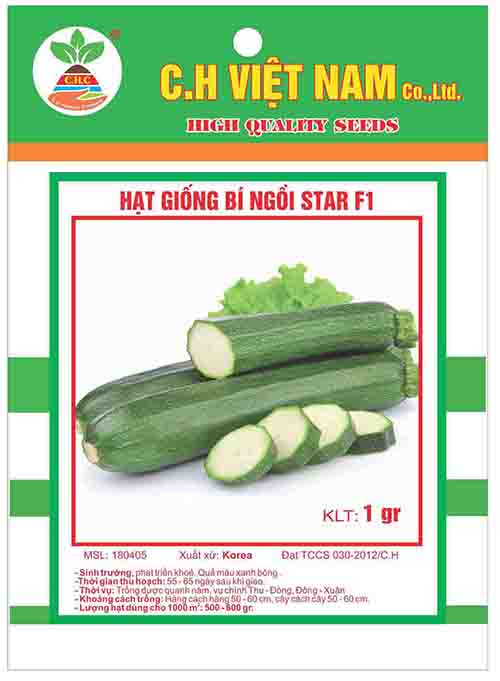 C.H.C
®
C.H VIỆT NAM Co.,Ltd.
HIGH QUALITY SEEDS
HẠT GIỐNG BÍ NGỒI STAR F1
KLT: 1 gr
MSL: 180405 Xuất xứ: Korea Đạt TCCS 030-2012/C.H
- Sinh trưởng, phát triển khoẻ. Quả màu xanh bóng .
-Thời gian thu hoạch: 55 - 65 ngày sau khi gieo.
- Thời vụ: Trồng được quanh năm, vụ chính Thu - Đông, Đông - Xuân
- Khoảng cách trồng: Hàng cách hàng 50 - 60 cm, cây cách cây 50 - 60 cm.
- Lượng hạt dùng cho 1000 m²: 500 - 600 gr.